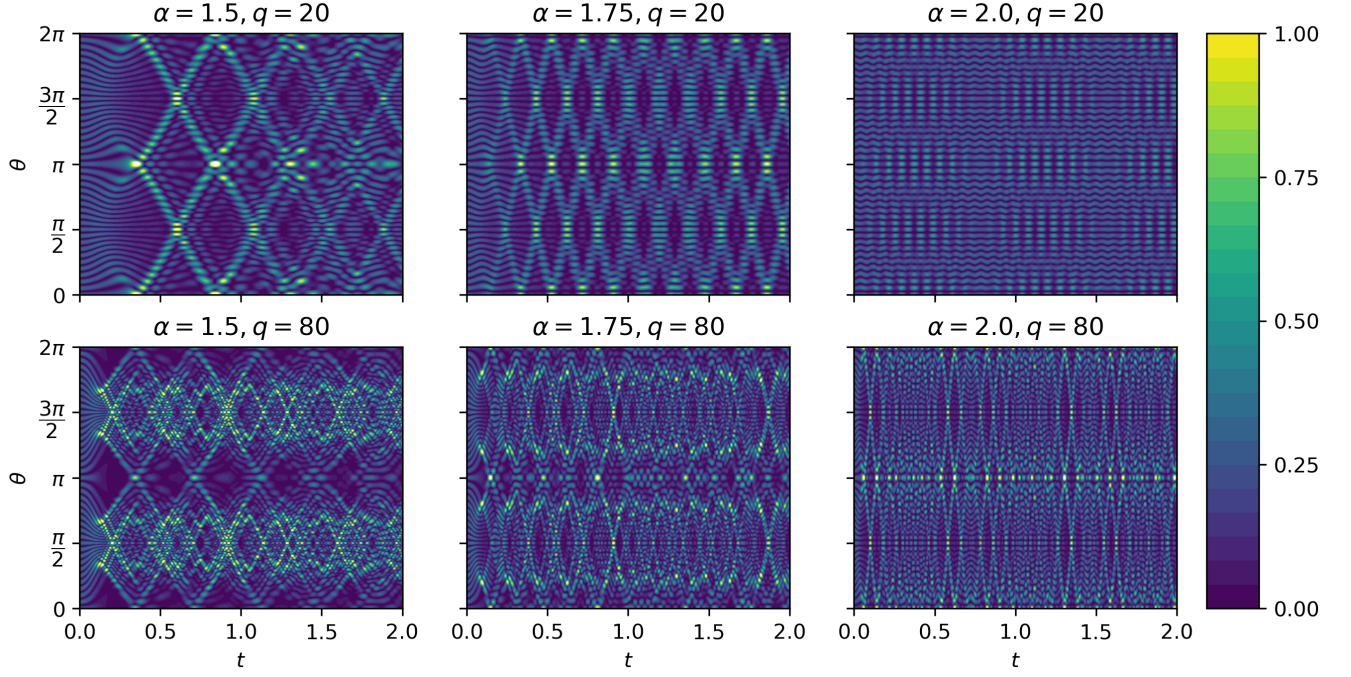 α = 1.5, q = 20
α = 1.75, q = 20
α = 2.0, q = 20
2π
3π/2
π
π/2
0
θ
1.00
0.75
0.50
0.25
0.00
α = 1.5, q = 80
α = 1.75, q = 80
α = 2.0, q = 80
2π
3π/2
π
π/2
0
θ
0.0 0.5 1.0 1.5 2.0
0.0 0.5 1.0 1.5 2.0
0.0 0.5 1.0 1.5 2.0
t
t
t